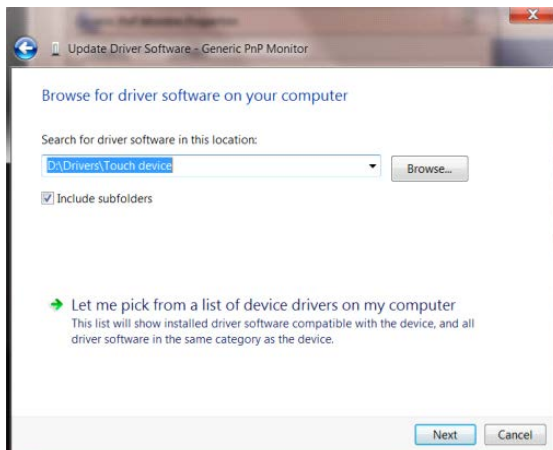 Update Driver Software - Generic PnP Monitor
Browse for driver software on your computer
Search for driver software in this location:
D:\Drivers\Touch device
Browse...
Include subfolders
Let me pick from a list of device drivers on my computer
This list will show installed driver software compatible with the device, and all
driver software in the same category as the device.
Next
Cancel